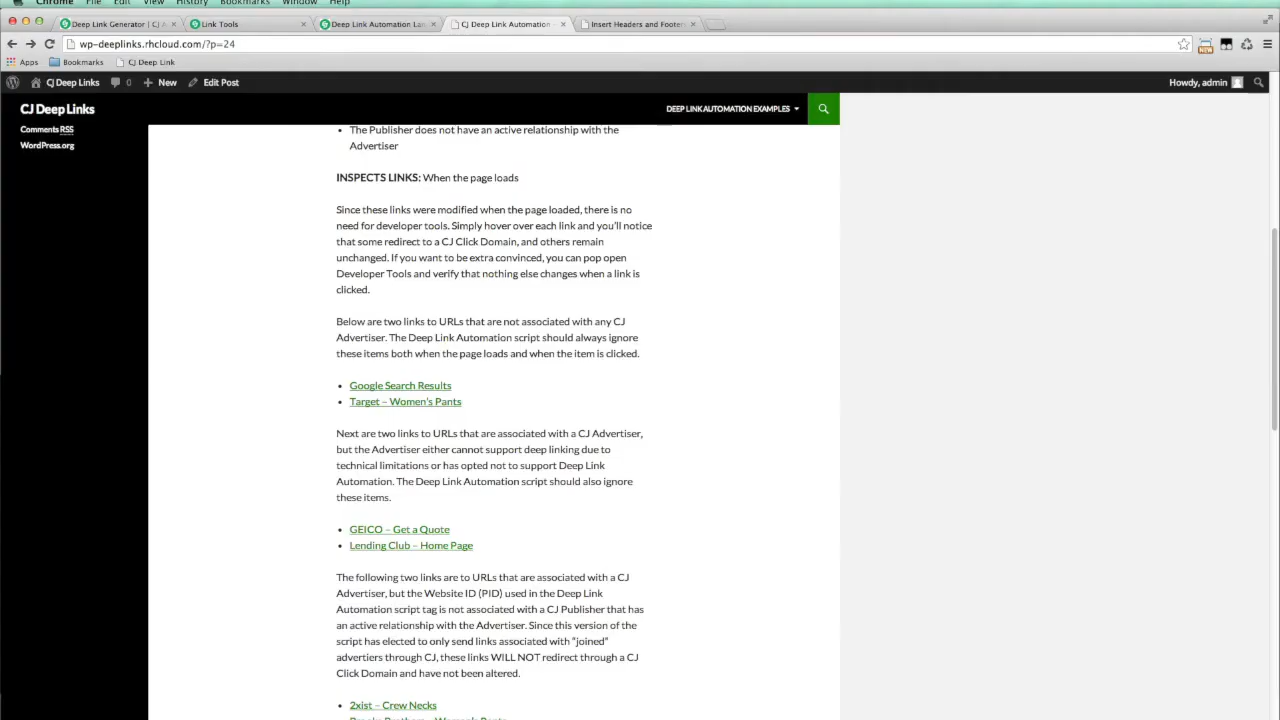 Chrome File Edit View History Bookmarks Window Help
Deep Link Generator | CJ A
Link Tools
Deep Link Automation Lan
CJ Deep Link Automation –
Insert Headers and Footer
wp-deeplinks.rhcloud.com/?p=24
Apps Bookmarks CJ Deep Link
CJ Deep Links 0 New Edit Post Howdy, admin
CJ Deep Links
DEEP LINK AUTOMATION EXAMPLES
Comments RSS
WordPress.org
• The Publisher does not have an active relationship with the
Advertiser
INSPECTS LINKS: When the page loads
Since these links were modified when the page loaded, there is no
need for developer tools. Simply hover over each link and you'll notice
that some redirect to a CJ Click Domain, and others remain
unchanged. If you want to be extra convinced, you can pop open
Developer Tools and verify that nothing else changes when a link is
clicked.
Below are two links to URLs that are not associated with any CJ
Advertiser. The Deep Link Automation script should always ignore
these items both when the page loads and when the item is clicked.
• Google Search Results
• Target – Women's Pants
Next are two links to URLs that are associated with a CJ Advertiser,
but the Advertiser either cannot support deep linking due to
technical limitations or has opted not to support Deep Link
Automation. The Deep Link Automation script should also ignore
these items.
• GEICO – Get a Quote
• Lending Club – Home Page
The following two links are to URLs that are associated with a CJ
Advertiser, but the Website ID (PID) used in the Deep Link
Automation script tag is not associated with a CJ Publisher that has
an active relationship with the Advertiser. Since this version of the
script has elected to only send links associated with "joined"
advertiers through CJ, these links WILL NOT redirect through a CJ
Click Domain and have not been altered.
• 2xist – Crew Necks